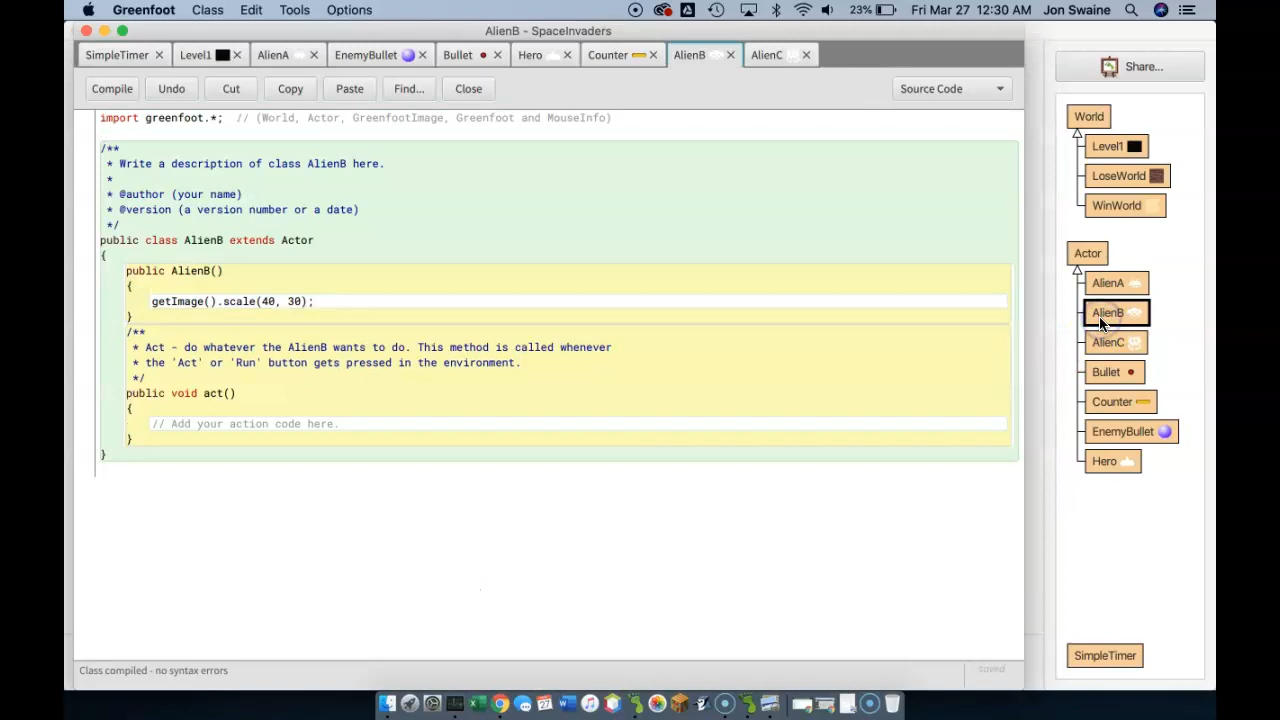 Greenfoot Class Edit Tools Options 23% Fri Mar 27 12:30 AM Jon Swaine
AlienB - SpaceInvaders
SimpleTimer Level1 AlienA EnemyBullet Bullet Hero Counter AlienB AlienC
Compile Undo Cut Copy Paste Find... Close Source Code
import greenfoot.*; // (World, Actor, GreenfootImage, Greenfoot and MouseInfo)
/**
* Write a description of class AlienB here.
*
* @author (your name)
* @version (a version number or a date)
*/
public class AlienB extends Actor
{
public AlienB()
{
getImage().scale(40, 30);
}
/**
* Act - do whatever the AlienB wants to do. This method is called whenever
* the 'Act' or 'Run' button gets pressed in the environment.
*/
public void act()
{
// Add your action code here.
}
}
Class compiled - no syntax errors
saved
Share...
World
Level1
LoseWorld
WinWorld
Actor
AlienA
AlienB
AlienC
Bullet
Counter
EnemyBullet
Hero
SimpleTimer